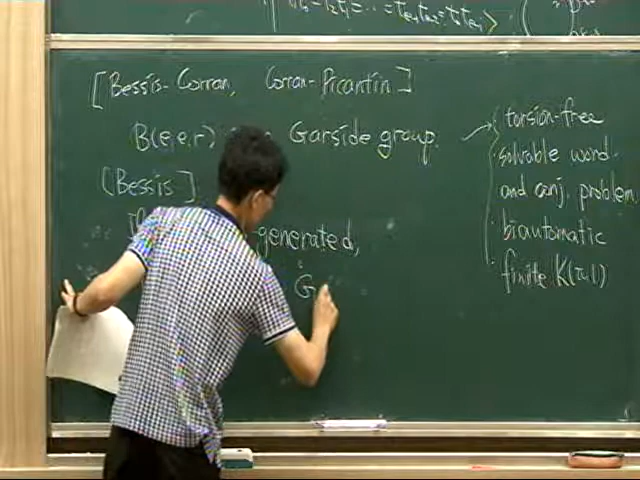 [Bessis-Corran, Corran-Picantin]
B(e,e,r) Garside group.
[Bessis]
generated,
G
torsion-free
solvable word
and conj. problem
biautomatic
finite K(π,1)